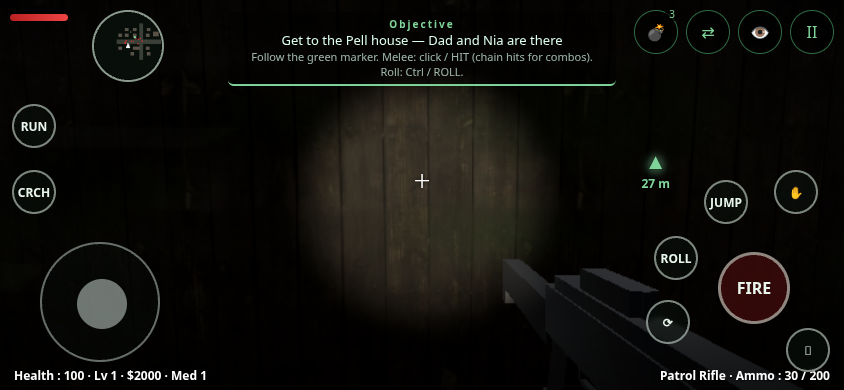 Objective
Get to the Pell house — Dad and Nia are there
Follow the green marker. Melee: click / HIT (chain hits for combos).
Roll: Ctrl / ROLL.
3
II
RUN
CRCH
27 m
JUMP
ROLL
FIRE
Health : 100 · Lv 1 · $2000 · Med 1
Patrol Rifle · Ammo : 30 / 200